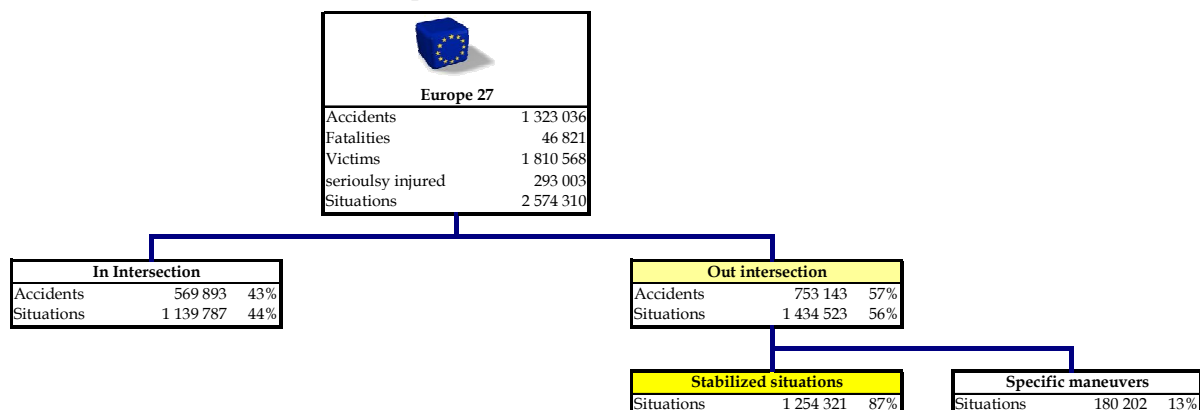 Europe 27
Accidents 1 323 036
Fatalities 46 821
Victims 1 810 568
serioulsy injured 293 003
Situations 2 574 310
In Intersection
Accidents 569 893 43%
Situations 1 139 787 44%
Out intersection
Accidents 753 143 57%
Situations 1 434 523 56%
Stabilized situations
Situations 1 254 321 87%
Specific maneuvers
Situations 180 202 13%